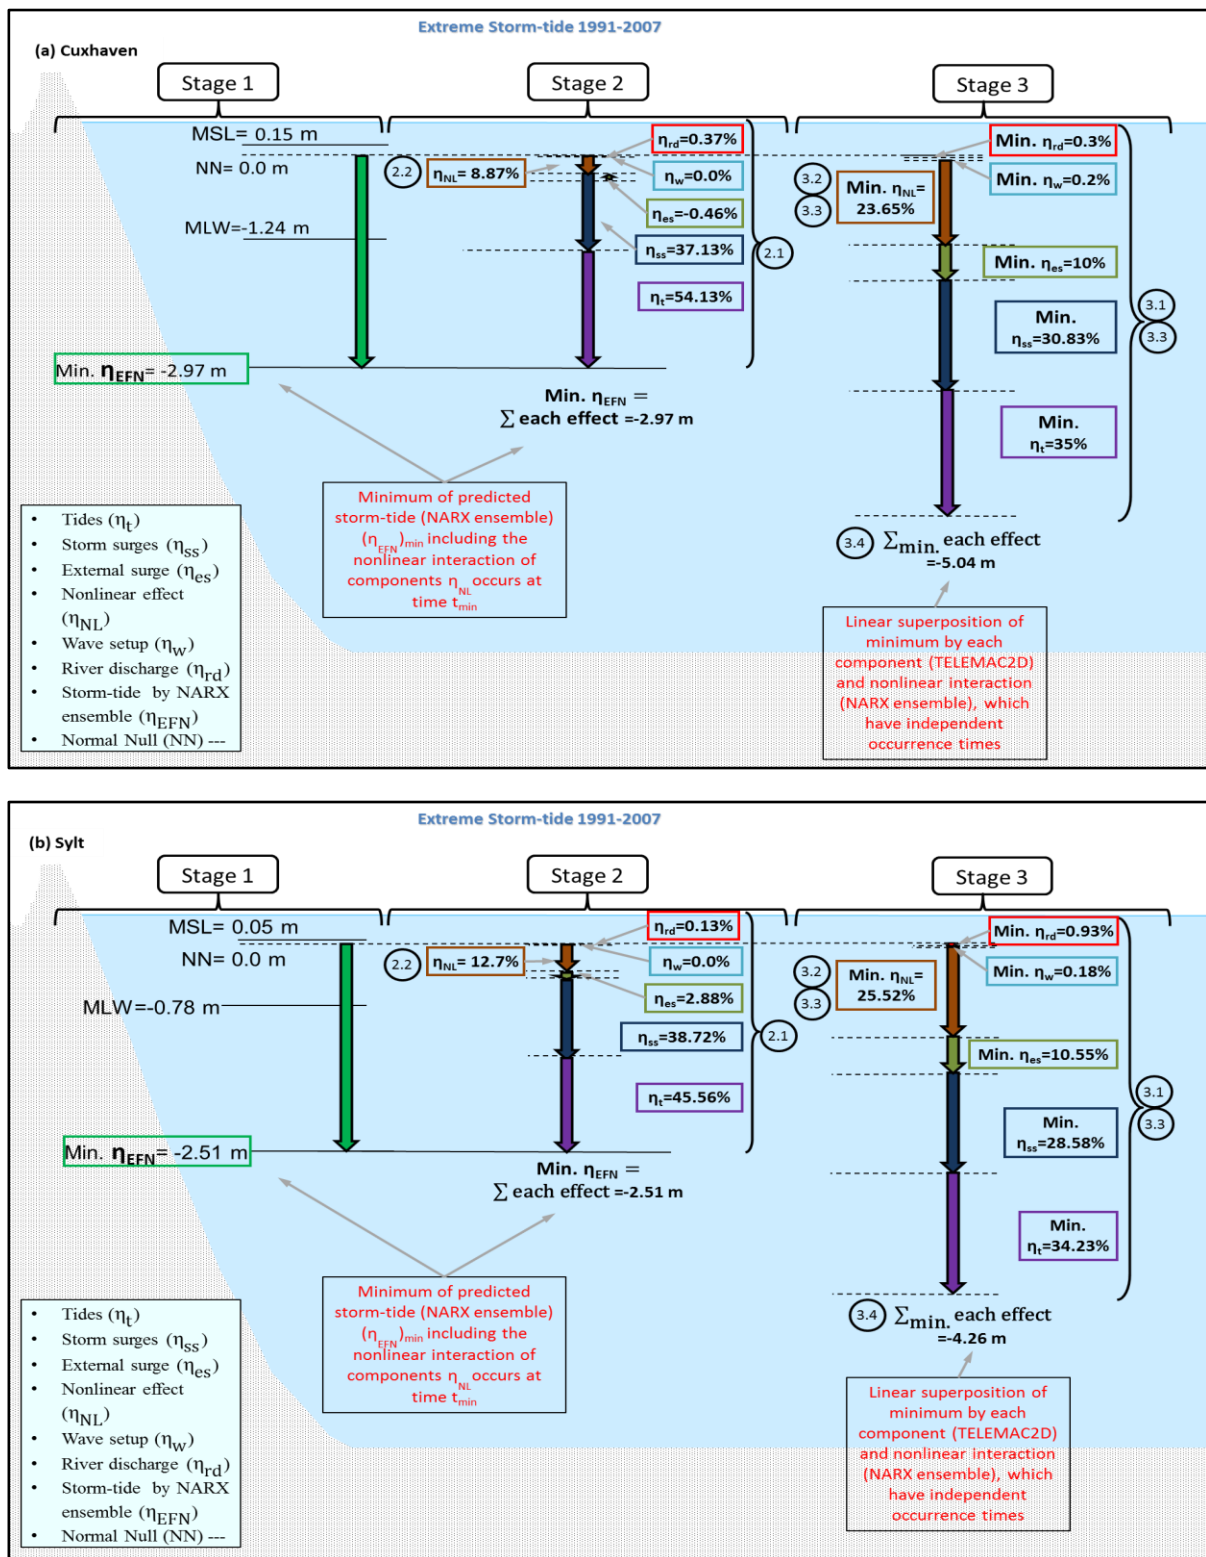 Extreme Storm-tide 1991-2007
(a) Cuxhaven
Stage 1
Stage 2
Stage 3
MSL= 0.15 m
NN= 0.0 m
MLW=-1.24 m
Min. ηEFN= -2.97 m
2.2
ηNL= 8.87%
ηrd=0.37%
ηw=0.0%
ηes=-0.46%
ηss=37.13%
2.1
ηt=54.13%
Min. ηEFN =
∑ each effect =-2.97 m
Minimum of predicted
storm-tide (NARX ensemble)
(ηEFN)min including the
nonlinear interaction of
components ηNL occurs at
time tmin
3.2
3.3
Min. ηrd=0.3%
Min. ηw=0.2%
Min. ηNL=
23.65%
Min. ηes=10%
Min.
ηss=30.83%
3.1
3.3
Min.
ηt=35%
3.4
∑min. each effect
=-5.04 m
Linear superposition of
minimum by each
component (TELEMAC2D)
and nonlinear interaction
(NARX ensemble), which
have independent
occurrence times
• Tides (ηt)
• Storm surges (ηss)
• External surge (ηes)
• Nonlinear effect
(ηNL)
• Wave setup (ηw)
• River discharge (ηrd)
• Storm-tide by NARX
ensemble (ηEFN)
• Normal Null (NN) ---
Extreme Storm-tide 1991-2007
(b) Sylt
Stage 1
Stage 2
Stage 3
MSL= 0.05 m
NN= 0.0 m
MLW=-0.78 m
Min. ηEFN= -2.51 m
2.2
ηNL= 12.7%
ηrd=0.13%
ηw=0.0%
ηes=2.88%
ηss=38.72%
2.1
ηt=45.56%
Min. ηEFN =
∑ each effect =-2.51 m
Minimum of predicted
storm-tide (NARX ensemble)
(ηEFN)min including the
nonlinear interaction of
components ηNL occurs at
time tmin
3.2
3.3
Min. ηrd=0.93%
Min. ηw=0.18%
Min. ηNL=
25.52%
Min. ηes=10.55%
3.1
3.3
Min.
ηss=28.58%
Min.
ηt=34.23%
3.4
∑min. each effect
=-4.26 m
Linear superposition of
minimum by each
component (TELEMAC2D)
and nonlinear interaction
(NARX ensemble), which
have independent
occurrence times
• Tides (ηt)
• Storm surges (ηss)
• External surge (ηes)
• Nonlinear effect
(ηNL)
• Wave setup (ηw)
• River discharge (ηrd)
• Storm-tide by NARX
ensemble (ηEFN)
• Normal Null (NN) ---